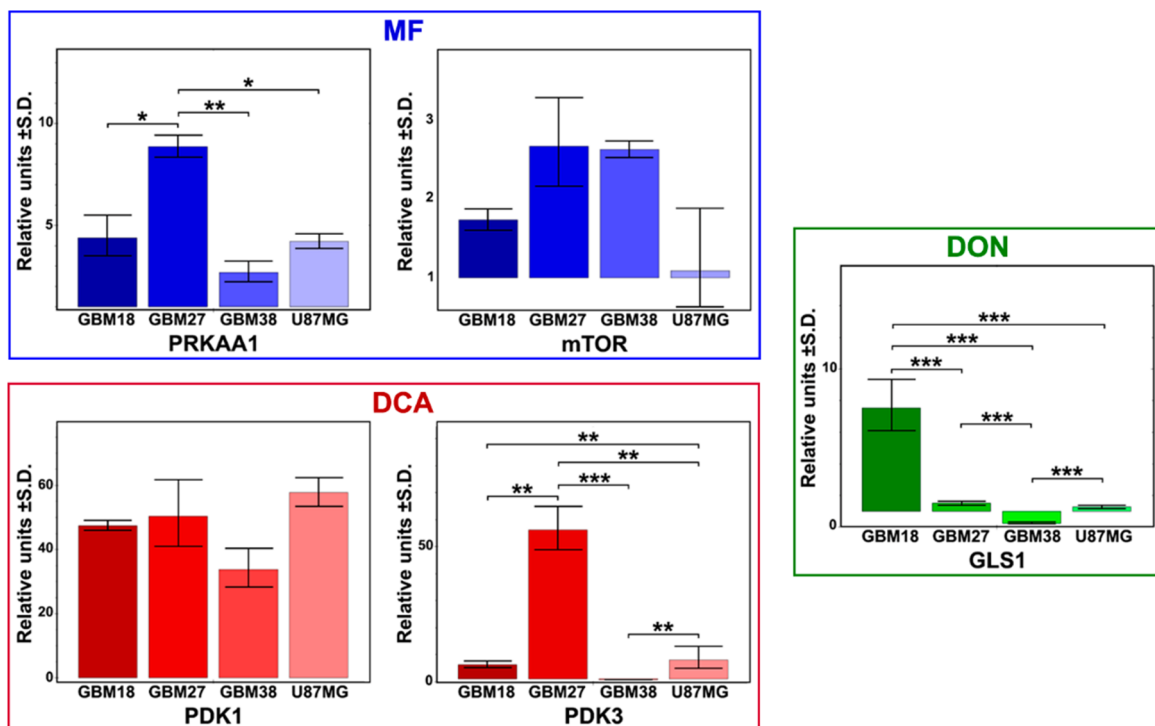 MF
Relative units ±S.D.
10
5
*
**
*
GBM18 GBM27 GBM38 U87MG
PRKAA1
Relative units ±S.D.
3
2
1
GBM18 GBM27 GBM38 U87MG
mTOR
DCA
Relative units ±S.D.
60
40
20
0
GBM18 GBM27 GBM38 U87MG
PDK1
Relative units ±S.D.
50
0
**
**
***
**
**
GBM18 GBM27 GBM38 U87MG
PDK3
DON
Relative units ±S.D.
10
0
***
***
***
***
***
GBM18 GBM27 GBM38 U87MG
GLS1